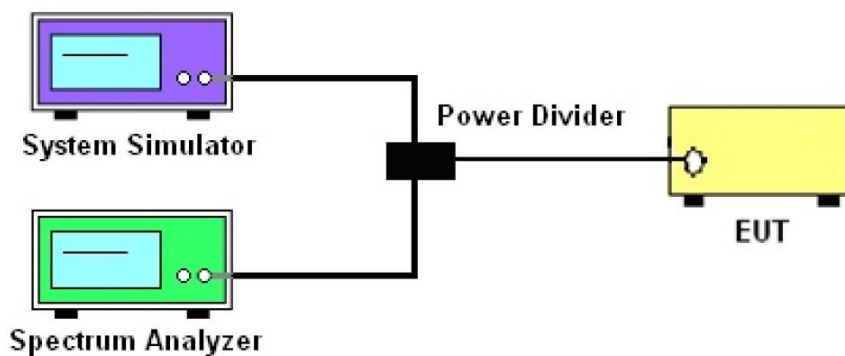 System Simulator
Power Divider
EUT
Spectrum Analyzer